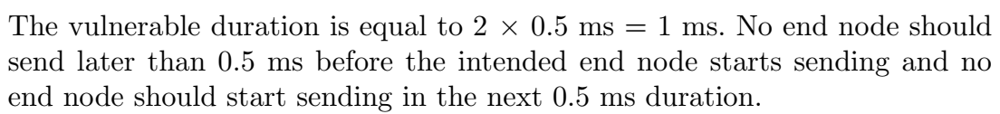 The vulnerable duration is equal to 2 × 0.5 ms = 1 ms. No end node should
send later than 0.5 ms before the intended end node starts sending and no
end node should start sending in the next 0.5 ms duration.